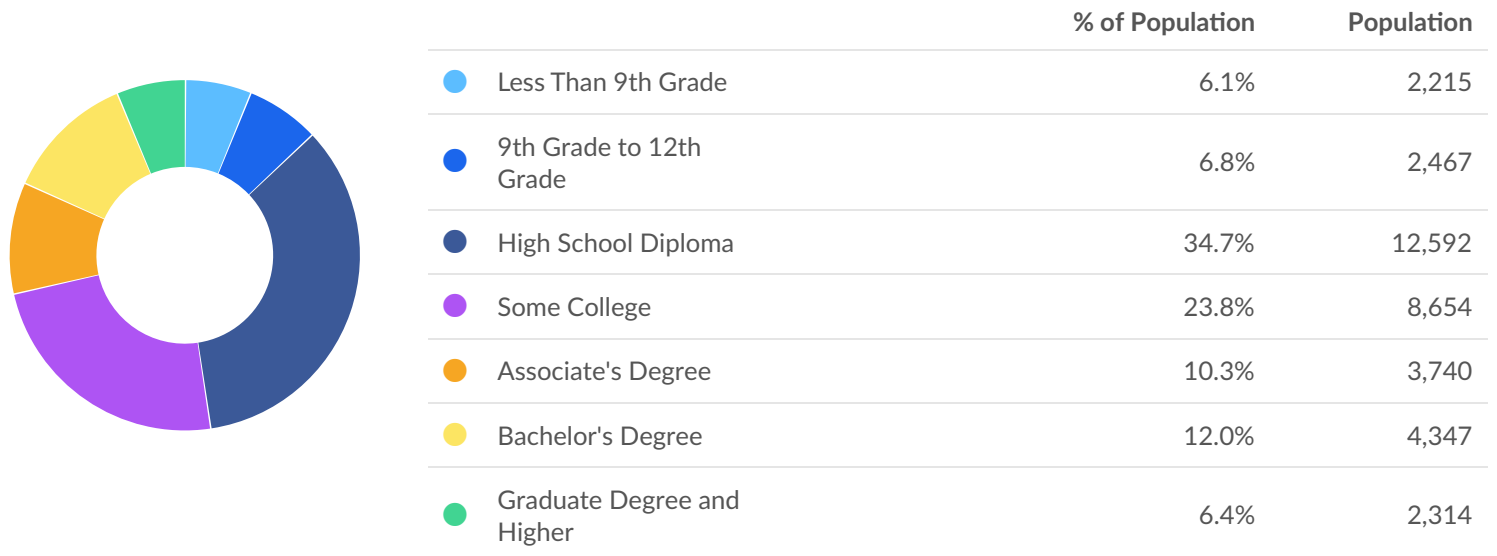 % of Population Population
Less Than 9th Grade 6.1% 2,215
9th Grade to 12th
Grade 6.8% 2,467
High School Diploma 34.7% 12,592
Some College 23.8% 8,654
Associate's Degree 10.3% 3,740
Bachelor's Degree 12.0% 4,347
Graduate Degree and
Higher 6.4% 2,314